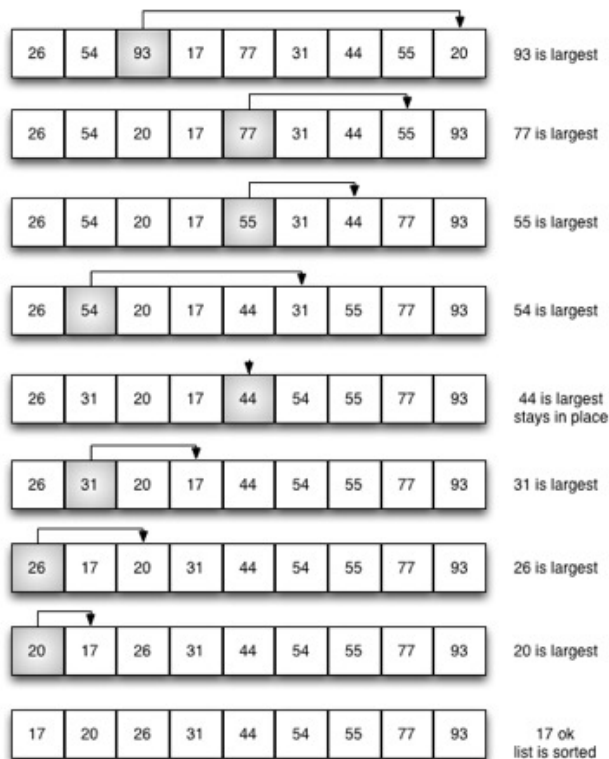 26 54 93 17 77 31 44 55 20 93 is largest
26 54 20 17 77 31 44 55 93 77 is largest
26 54 20 17 55 31 44 77 93 55 is largest
26 54 20 17 44 31 55 77 93 54 is largest
26 31 20 17 44 54 55 77 93 44 is largest
stays in place
26 31 20 17 44 54 55 77 93 31 is largest
26 17 20 31 44 54 55 77 93 26 is largest
20 17 26 31 44 54 55 77 93 20 is largest
17 20 26 31 44 54 55 77 93 17 ok
list is sorted